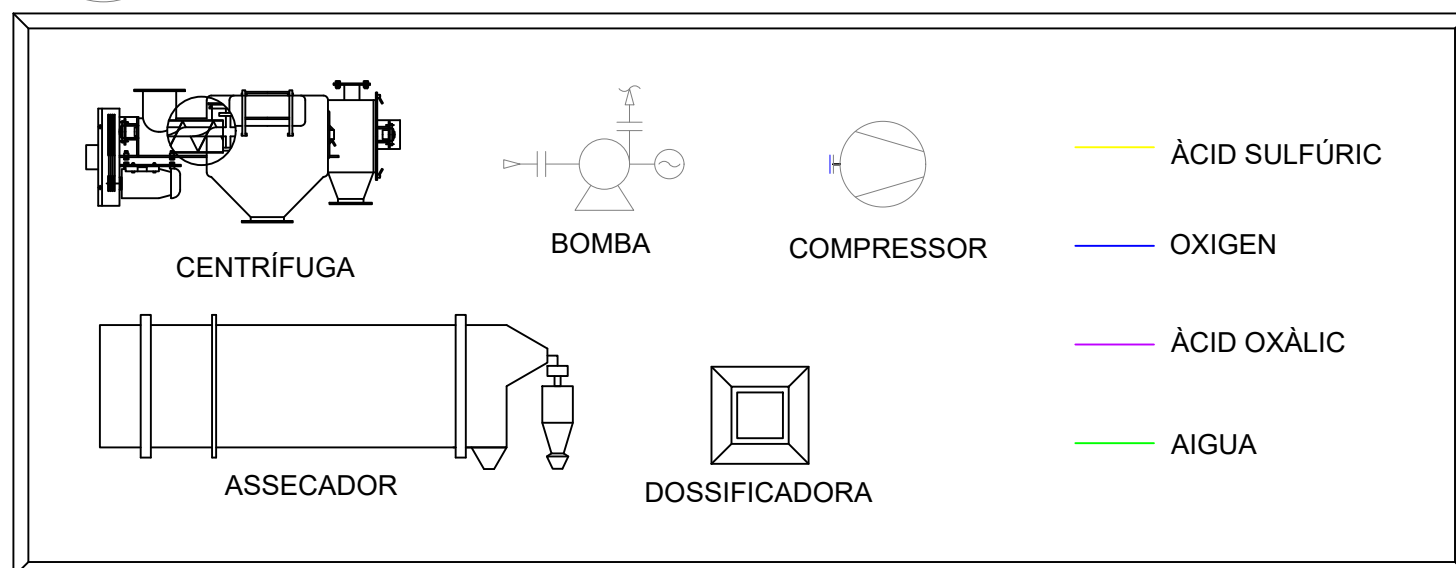 CENTRÍFUGA
BOMBA
COMPRESSOR
ASSECADOR
DOSSIFICADORA
ÀCID SULFÚRIC
OXIGEN
ÀCID OXÀLIC
AIGUA